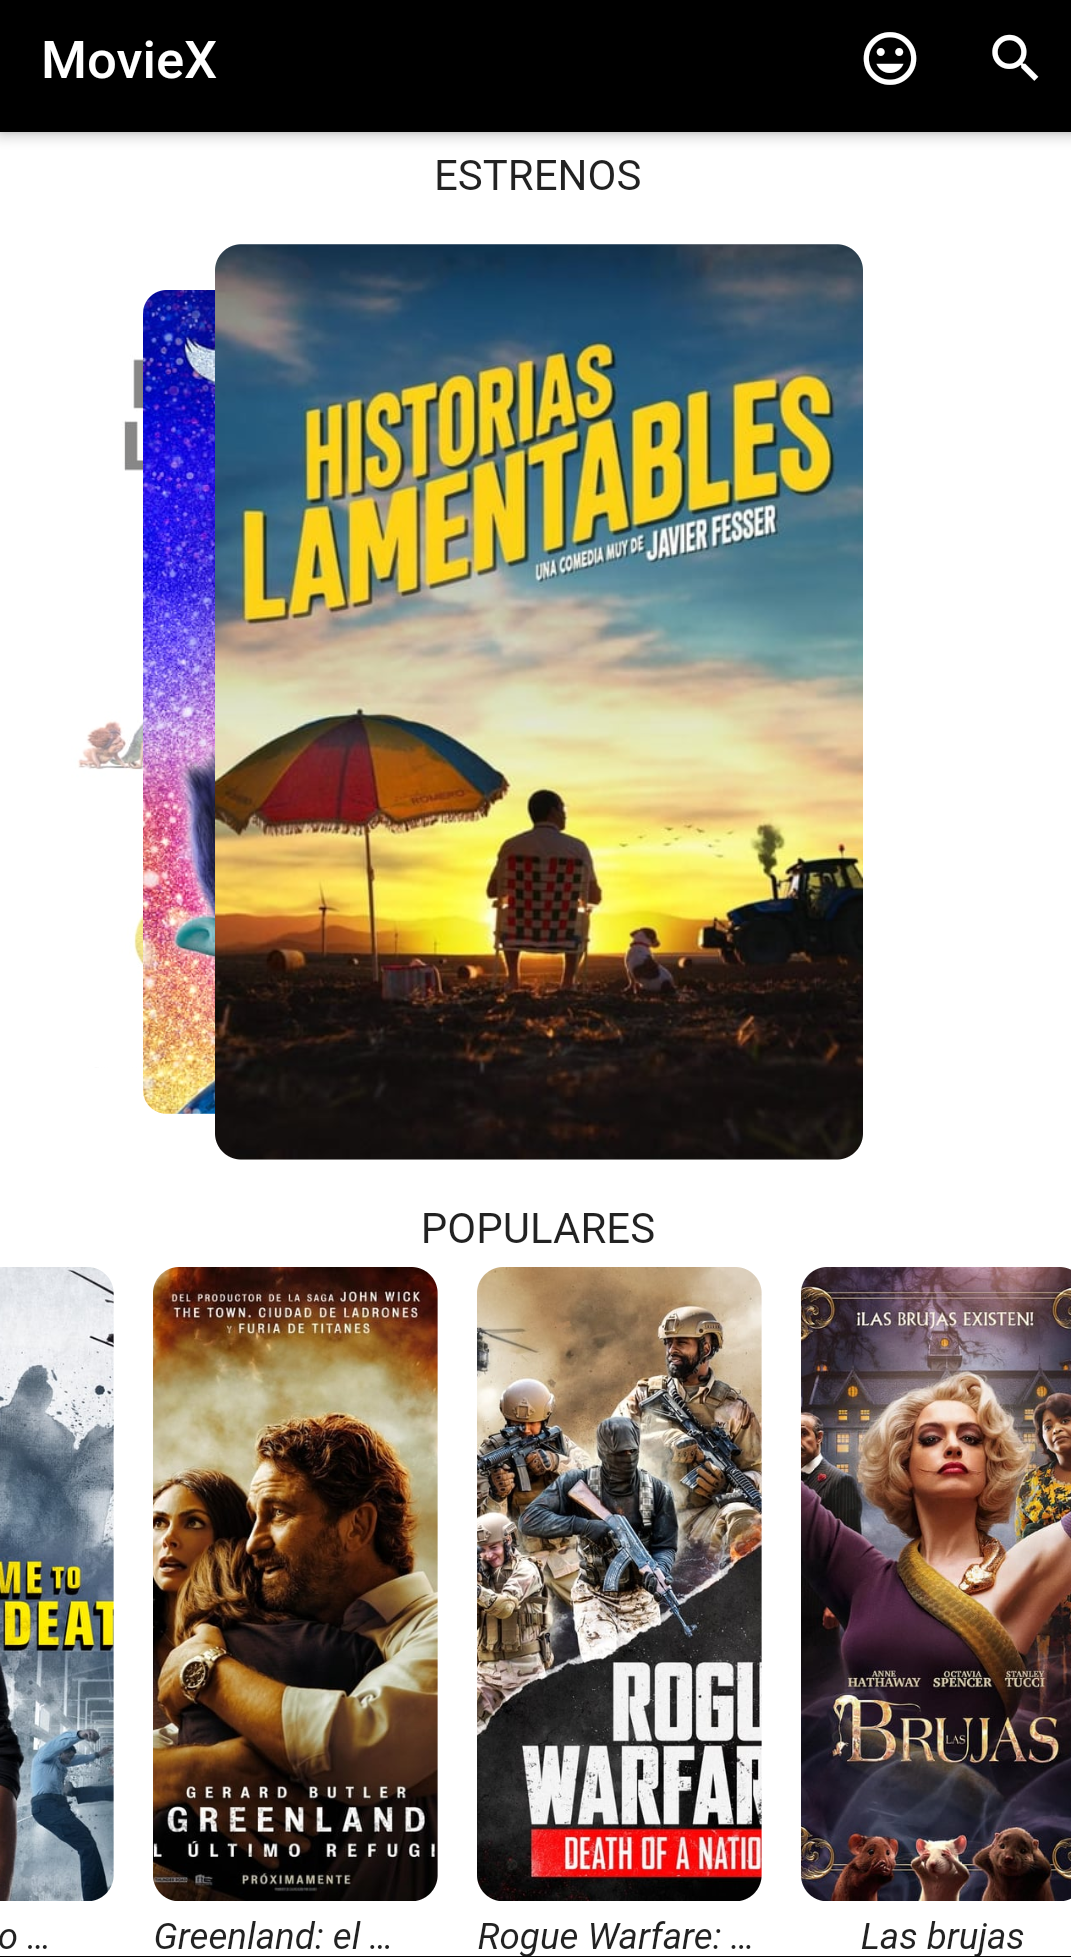 MovieX
ESTRENOS
HISTORIAS
LAMENTABLES
UNA COMEDIA MUY DE JAVIER FESSER
POPULARES
ME TO
DEAT
o ...
DEL PRODUCTOR DE LA SAGA JOHN WICK
THE TOWN. CIUDAD DE LADRONES
Y FURIA DE TITANES
GERARD BUTLER
GREENLAND
L ÚLTIMO REFUGI
PRÓXIMAMENTE
Greenland: el ...
ROGU
WARFAR
DEATH OF A NATIO
Rogue Warfare: ...
¡LAS BRUJAS EXISTEN!
ANNE HATHAWAY OCTAVIA SPENCER STANLEY TUCCI
LAS BRUJAS
Las brujas